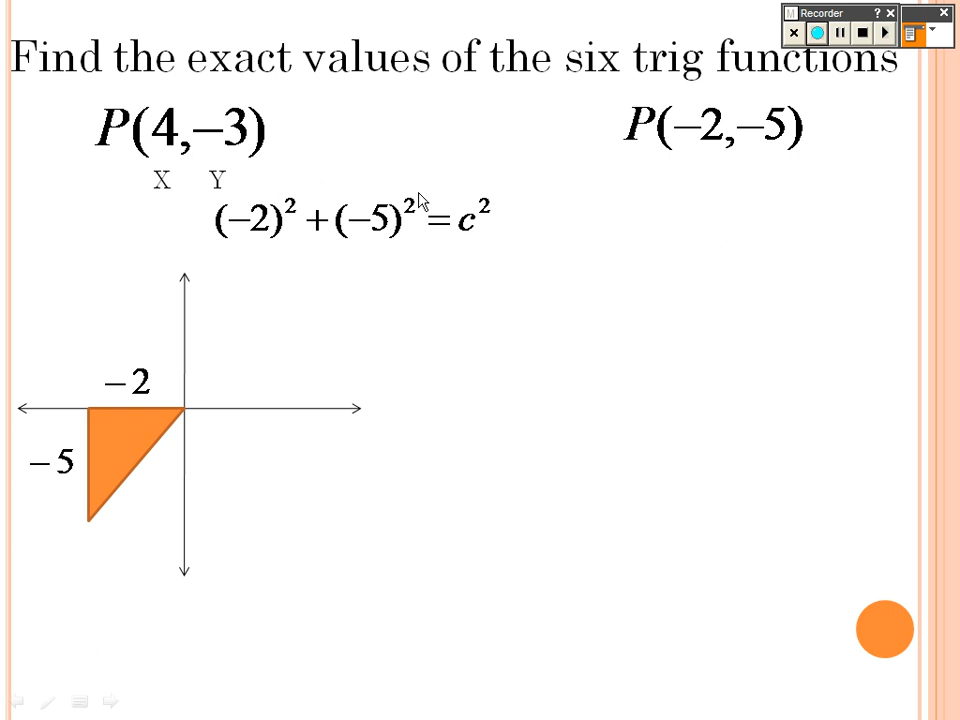 M Recorder ? ×
Find the exact values of the six trig functions
P(4,–3)
P(–2,–5)
X Y
(–2)² + (–5)² = c²
–2
–5